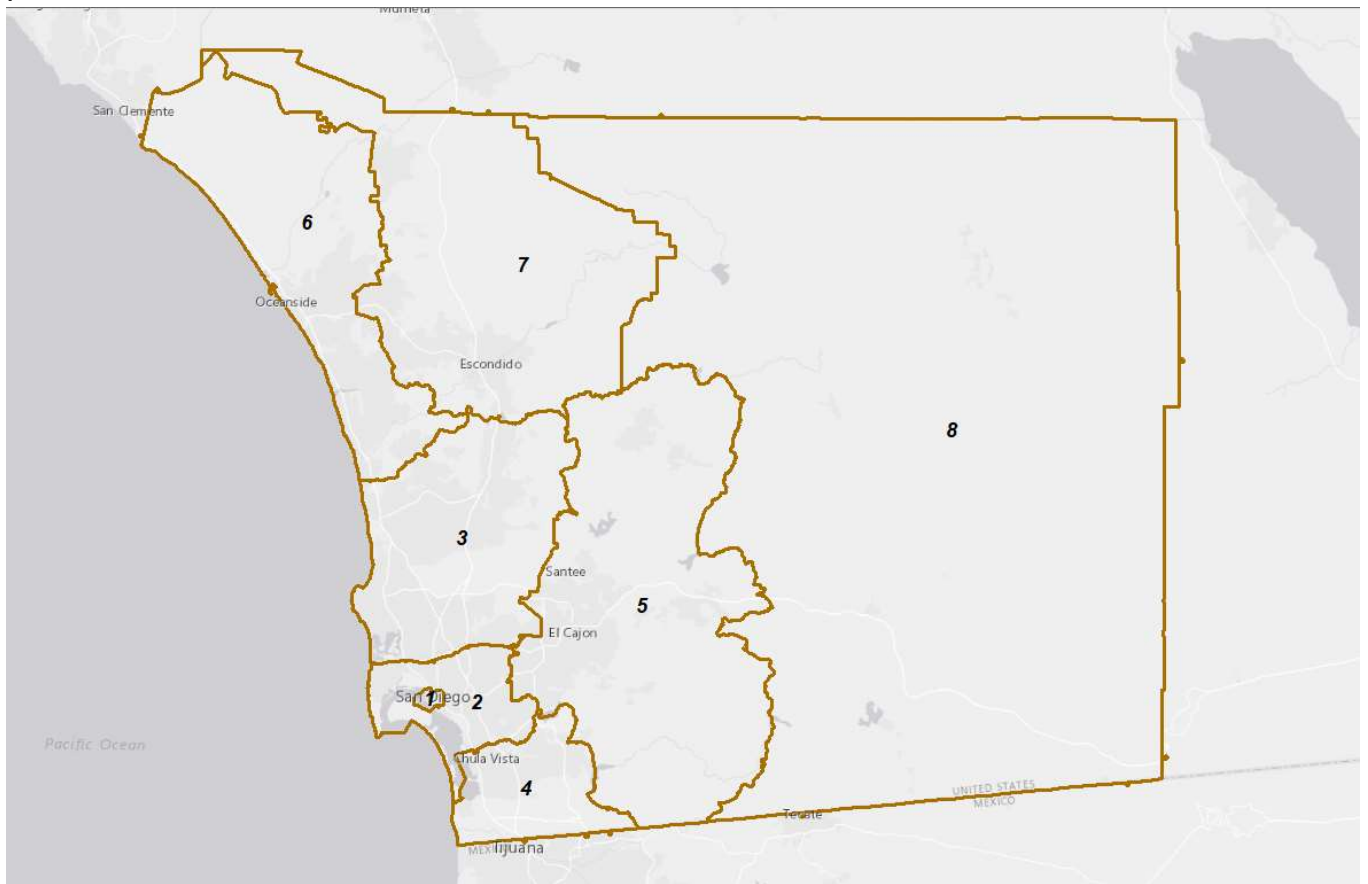 San Clemente
6
7
Oceanside
Escondido
8
3
Santee
5
El Cajon
San Diego
1
2
Pacific Ocean
Chula Vista
4
UNITED STATES
MEXICO
Tecate
Tijuana